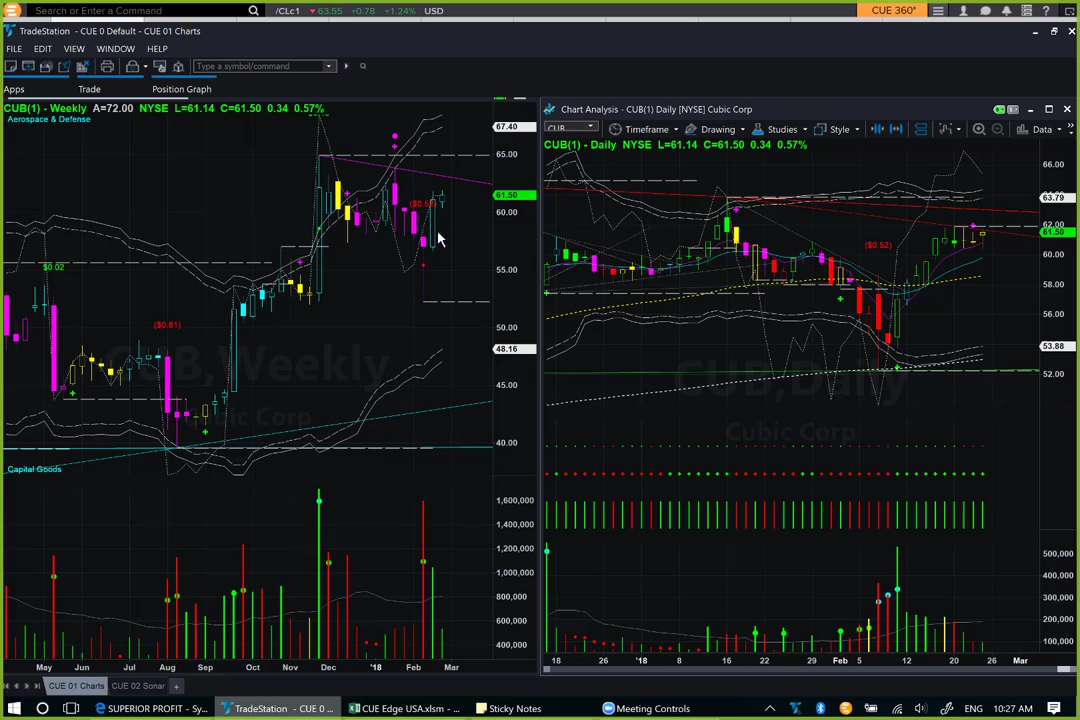 Search or Enter a Command
/CLc1 63.55 +0.78 +1.24% USD
CUE 360°
TradeStation - CUE 0 Default - CUE 01 Charts
FILE EDIT VIEW WINDOW HELP
Type a symbol/command
Apps Trade Position Graph
CUB(1) - Weekly A=72.00 NYSE L=61.14 C=61.50 0.34 0.57%
Aerospace & Defense
67.40
65.00
61.50
60.00
55.00
50.00
48.16
45.00
40.00
$0.02
($0.81)
CUB,Weekly
Cubic Corp
Capital Goods
1,600,000
1,400,000
1,200,000
1,000,000
800,000
600,000
400,000
May Jun Jul Aug Sep Oct Nov Dec '18 Feb Mar
Chart Analysis - CUB(1) Daily [NYSE] Cubic Corp
CUB Timeframe Drawing Studies Style Data
CUB(1) - Daily NYSE L=61.14 C=61.50 0.34 0.57%
66.00
63.79
62.00
61.50
60.00
58.00
56.00
53.88
52.00
($0.52)
CUB,Daily
Cubic Corp
500,000
400,000
300,000
200,000
100,000
18 26 '18 8 16 22 29 Feb 5 12 20 26 Mar
CUE 01 Charts CUE 02 Sonar +
SUPERIOR PROFIT - Sy...
TradeStation - CUE 0 ...
CUE Edge USA.xlsm - ...
Sticky Notes
Meeting Controls
ENG 10:27 AM